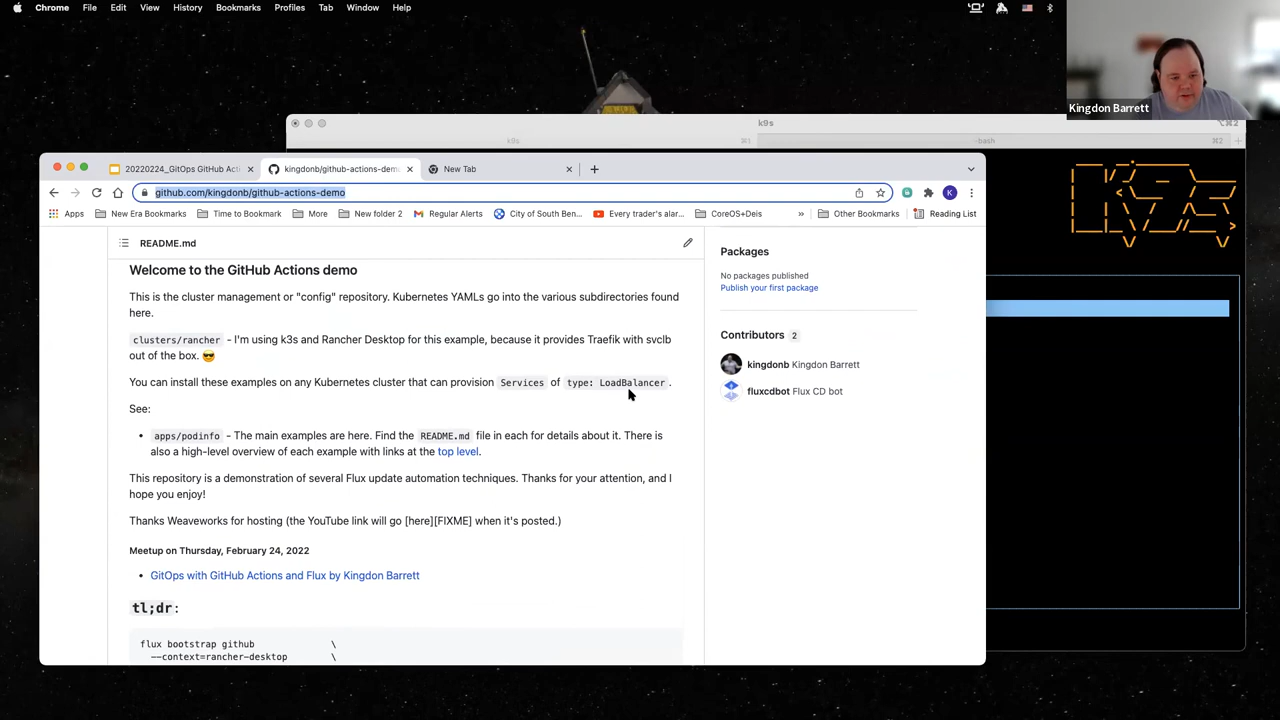 Chrome File Edit View History Bookmarks Profiles Tab Window Help
Kingdon Barrett
k9s
⌥⌘2
k9s ⌘1 -bash ⌘2
20220224_GitOps GitHub Act
kingdonb/github-actions-demo:
New Tab
github.com/kingdonb/github-actions-demo
K
Apps New Era Bookmarks Time to Bookmark More New folder 2 Regular Alerts City of South Ben... Every trader's alar... CoreOS+Deis » Other Bookmarks Reading List
README.md
Welcome to the GitHub Actions demo
This is the cluster management or "config" repository. Kubernetes YAMLs go into the various subdirectories found
here.
clusters/rancher - I'm using k3s and Rancher Desktop for this example, because it provides Traefik with svclb
out of the box. 😎
You can install these examples on any Kubernetes cluster that can provision Services of type: LoadBalancer.
See:
• apps/podinfo - The main examples are here. Find the README.md file in each for details about it. There is
also a high-level overview of each example with links at the top level.
This repository is a demonstration of several Flux update automation techniques. Thanks for your attention, and I
hope you enjoy!
Thanks Weaveworks for hosting (the YouTube link will go [here][FIXME] when it's posted.)
Meetup on Thursday, February 24, 2022
• GitOps with GitHub Actions and Flux by Kingdon Barrett
tl;dr:
flux bootstrap github \
--context=rancher-desktop \
Packages
No packages published
Publish your first package
Contributors 2
kingdonb Kingdon Barrett
fluxcdbot Flux CD bot